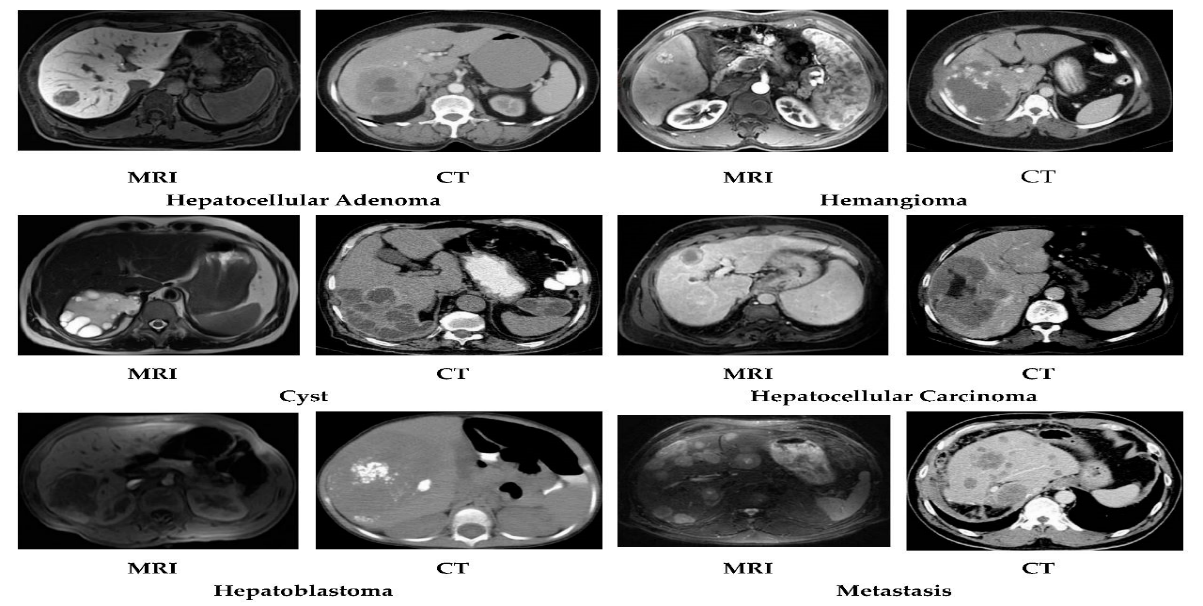 MRI CT MRI CT
Hepatocellular Adenoma Hemangioma
MRI CT MRI CT
Cyst Hepatocellular Carcinoma
MRI CT MRI CT
Hepatoblastoma Metastasis